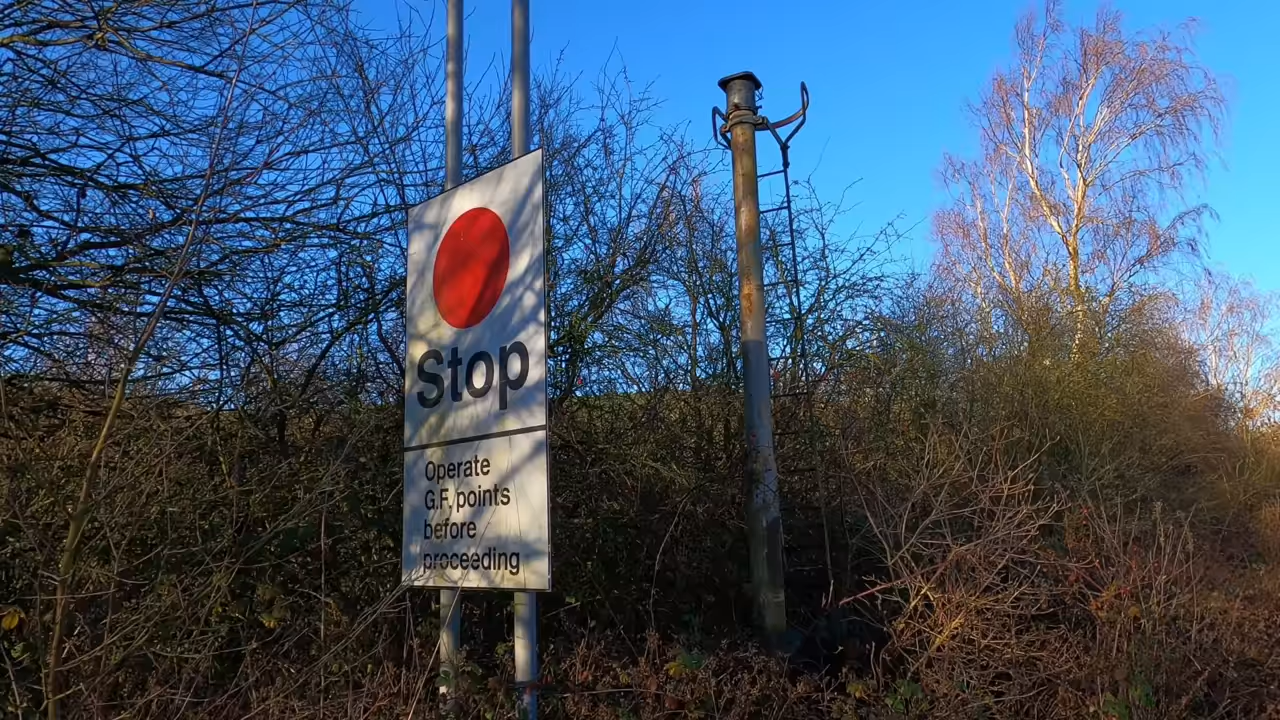 Stop
Operate
G.F. points
before
proceeding